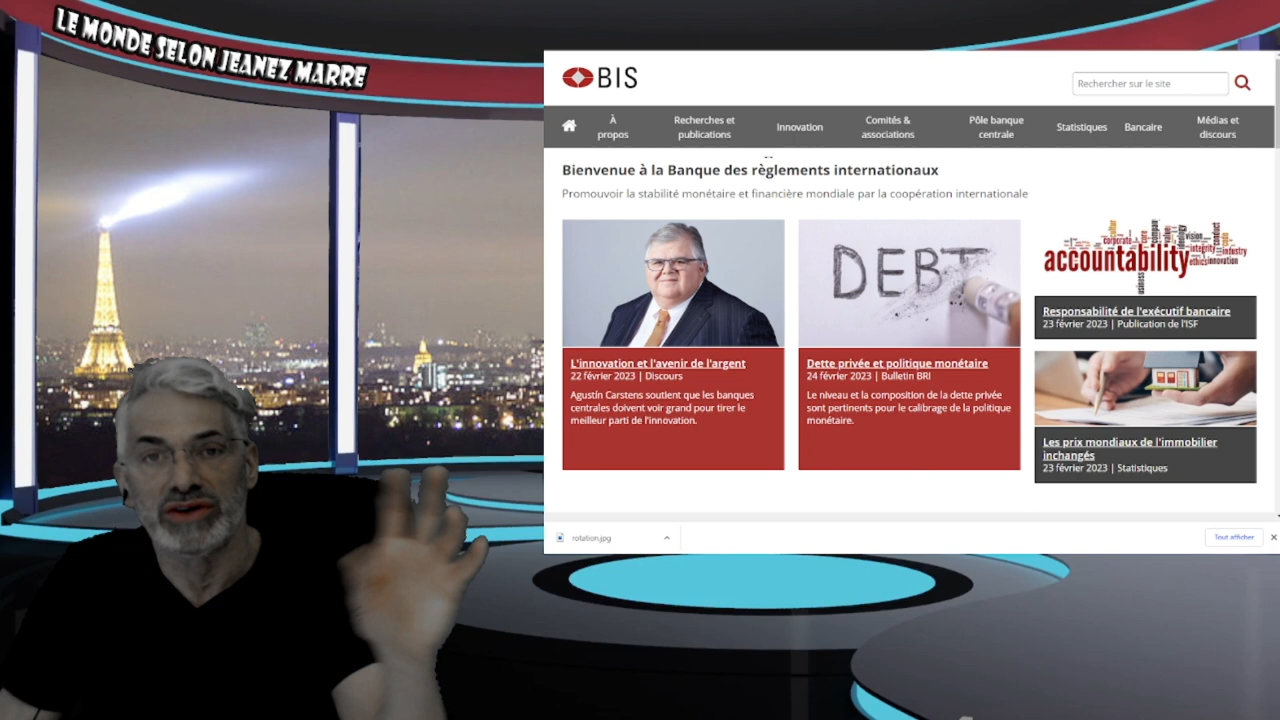 LE MONDE SELON JEANEZ MARRE
BIS
Rechercher sur le site
À propos
Recherches et publications
Innovation
Comités & associations
Pôle banque centrale
Statistiques
Bancaire
Médias et discours
Bienvenue à la Banque des règlements internationaux
Promouvoir la stabilité monétaire et financière mondiale par la coopération internationale
L'innovation et l'avenir de l'argent
22 février 2023 | Discours
Agustín Carstens soutient que les banques
centrales doivent voir grand pour tirer le
meilleur parti de l'innovation.
DEBT
Dette privée et politique monétaire
24 février 2023 | Bulletin BRI
Le niveau et la composition de la dette privée
sont pertinents pour le calibrage de la politique
monétaire.
corporate
vision
integrity
industry
accountability
ethics
innovation
Responsabilité de l'exécutif bancaire
23 février 2023 | Publication de l'ISF
Les prix mondiaux de l'immobilier
inchangés
23 février 2023 | Statistiques
rotation.jpg
Tout afficher